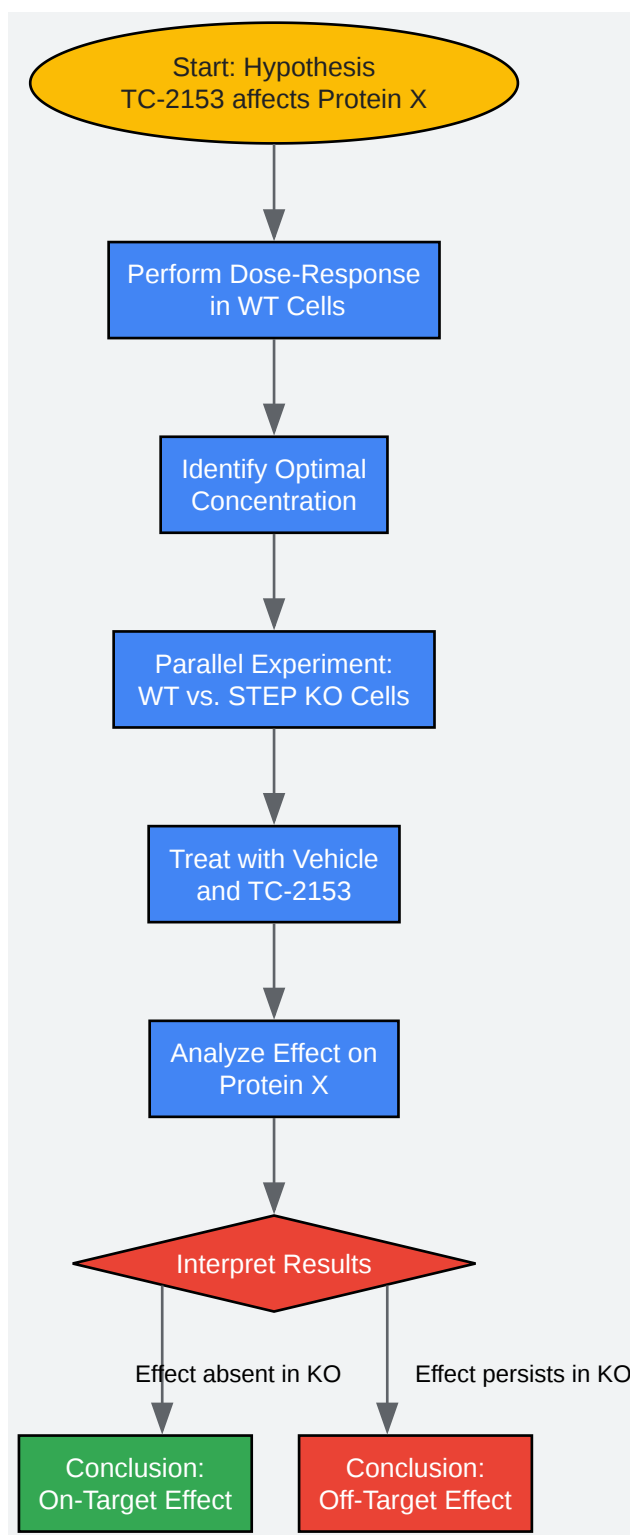 Start: Hypothesis
TC-2153 affects Protein X
Perform Dose-Response
in WT Cells
Identify Optimal
Concentration
Parallel Experiment:
WT vs. STEP KO Cells
Treat with Vehicle
and TC-2153
Analyze Effect on
Protein X
Interpret Results
Effect absent in KO
Effect persists in KO
Conclusion:
On-Target Effect
Conclusion:
Off-Target Effect